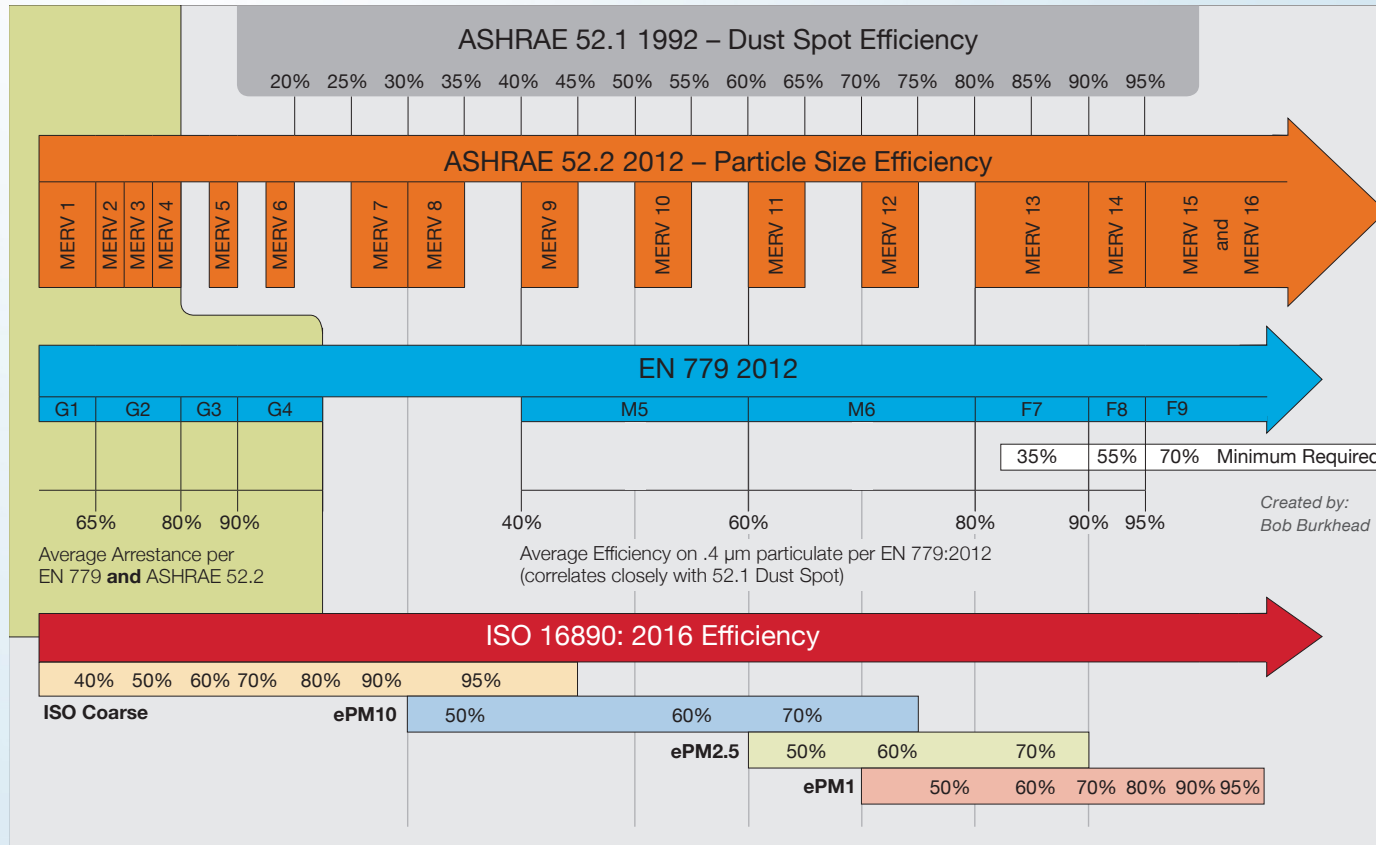 ASHRAE 52.1 1992 – Dust Spot Efficiency
20% 25% 30% 35% 40% 45% 50% 55% 60% 65% 70% 75% 80% 85% 90% 95%
ASHRAE 52.2 2012 – Particle Size Efficiency
MERV 1
MERV 2
MERV 3
MERV 4
MERV 5
MERV 6
MERV 7
MERV 8
MERV 9
MERV 10
MERV 11
MERV 12
MERV 13
MERV 14
MERV 15
and
MERV 16
EN 779 2012
G1 G2 G3 G4 M5 M6 F7 F8 F9
35% 55% 70% Minimum Required
65% 80% 90% 40% 60% 80% 90% 95%
Created by:
Bob Burkhead
Average Arrestance per
EN 779 and ASHRAE 52.2
Average Efficiency on .4 µm particulate per EN 779:2012
(correlates closely with 52.1 Dust Spot)
ISO 16890: 2016 Efficiency
40% 50% 60% 70% 80% 90% 95%
ISO Coarse
ePM10 50% 60% 70%
ePM2.5 50% 60% 70%
ePM1 50% 60% 70% 80% 90% 95%